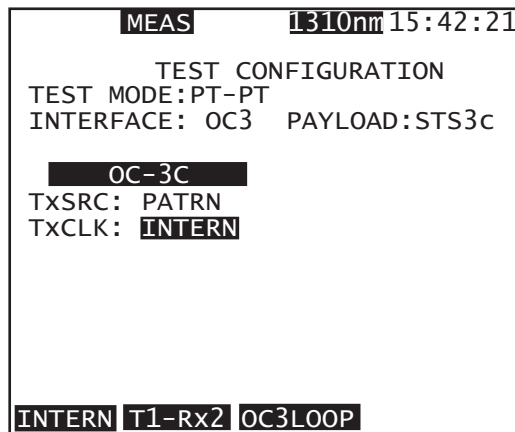 MEAS 1310nm 15:42:21
TEST CONFIGURATION
TEST MODE:PT-PT
INTERFACE: OC3 PAYLOAD:STS3c
OC-3C
TxSRC: PATRN
TxCLK: INTERN
INTERN T1-Rx2 OC3LOOP